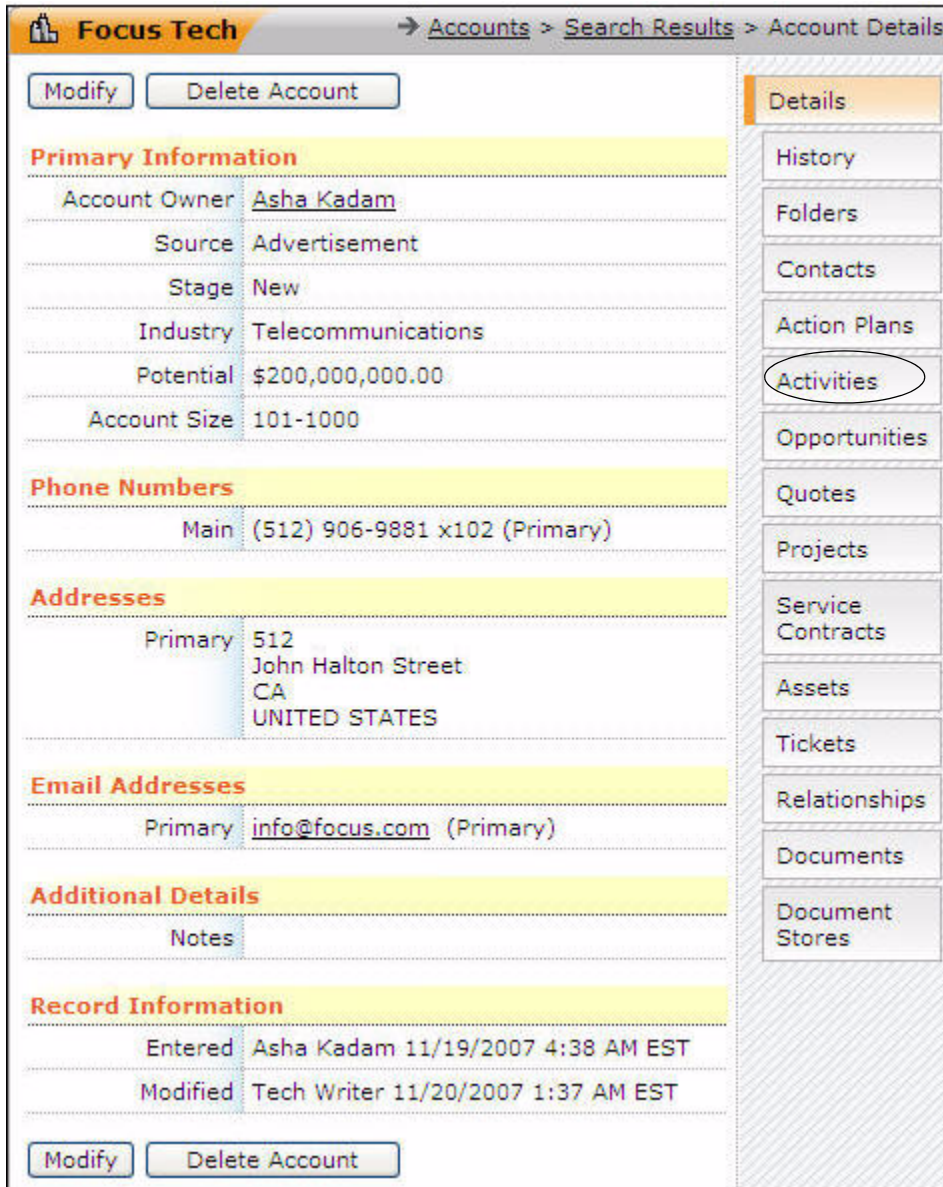 Focus Tech → Accounts > Search Results > Account Details
Modify Delete Account
Primary Information
Account Owner Asha Kadam
Source Advertisement
Stage New
Industry Telecommunications
Potential $200,000,000.00
Account Size 101-1000
Phone Numbers
Main (512) 906-9881 x102 (Primary)
Addresses
Primary 512
John Halton Street
CA
UNITED STATES
Email Addresses
Primary info@focus.com (Primary)
Additional Details
Notes
Record Information
Entered Asha Kadam 11/19/2007 4:38 AM EST
Modified Tech Writer 11/20/2007 1:37 AM EST
Modify Delete Account
Details
History
Folders
Contacts
Action Plans
Activities
Opportunities
Quotes
Projects
Service
Contracts
Assets
Tickets
Relationships
Documents
Document
Stores